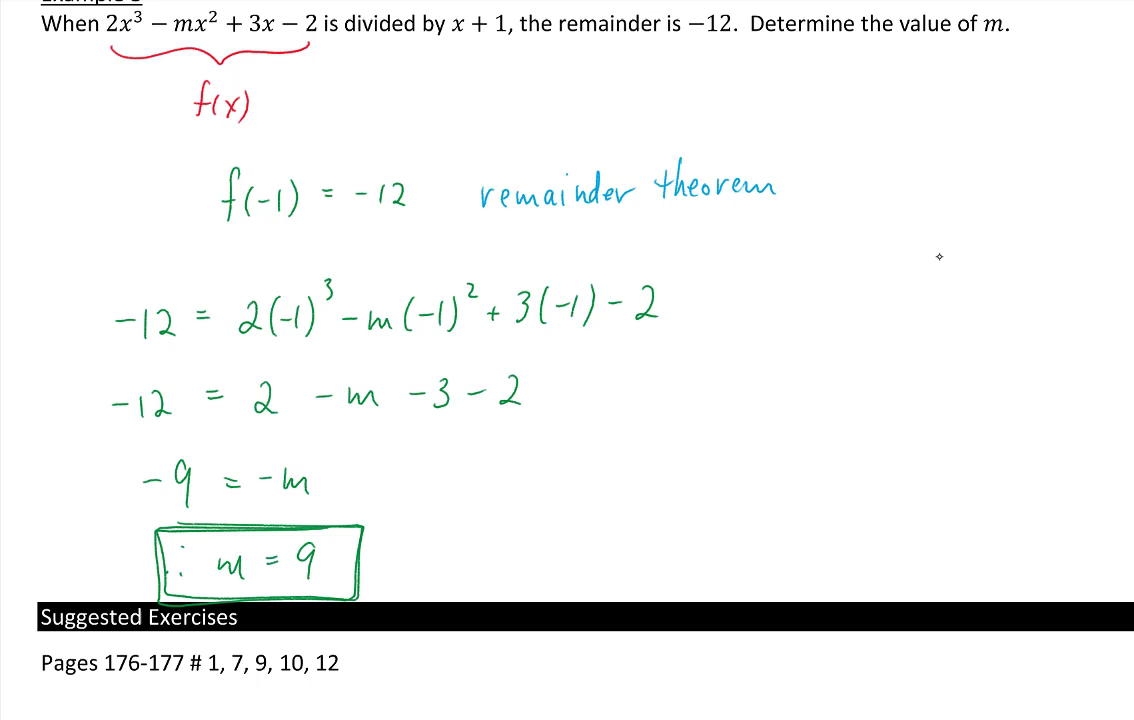 When 2x³ − mx² + 3x − 2 is divided by x + 1, the remainder is −12. Determine the value of m.
f(x)
f(-1) = -12 remainder theorem
-12 = 2(-1)³ - m(-1)² + 3(-1) - 2
-12 = 2 - m - 3 - 2
-9 = -m
∴ m = 9
Suggested Exercises
Pages 176-177 # 1, 7, 9, 10, 12